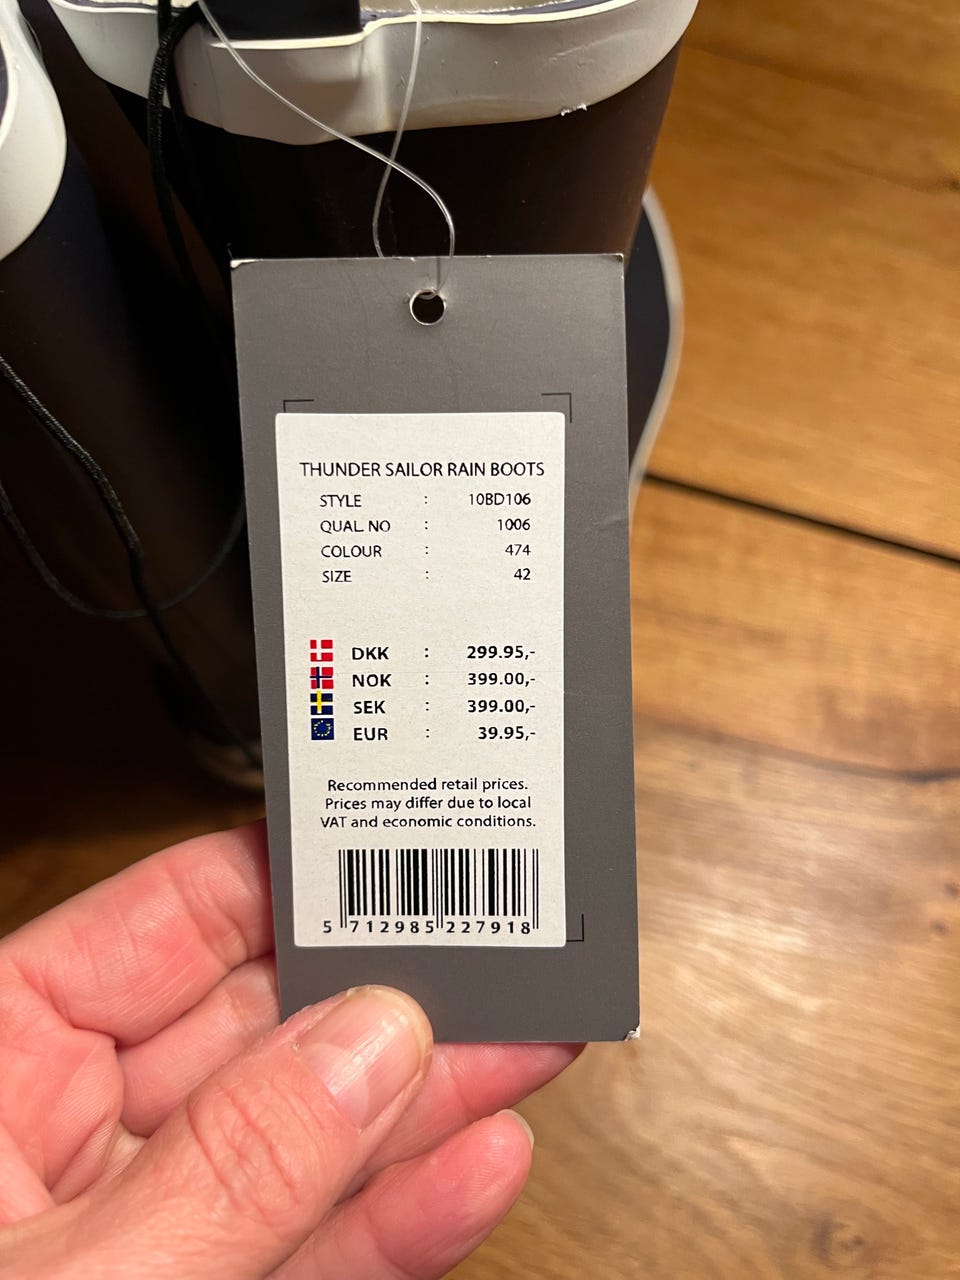 THUNDER SAILOR RAIN BOOTS
STYLE : 10BD106
QUAL. NO : 1006
COLOUR : 474
SIZE : 42
DKK : 299.95,-
NOK : 399.00,-
SEK : 399.00,-
EUR : 39.95,-
Recommended retail prices.
Prices may differ due to local
VAT and economic conditions.
5 712985 227918